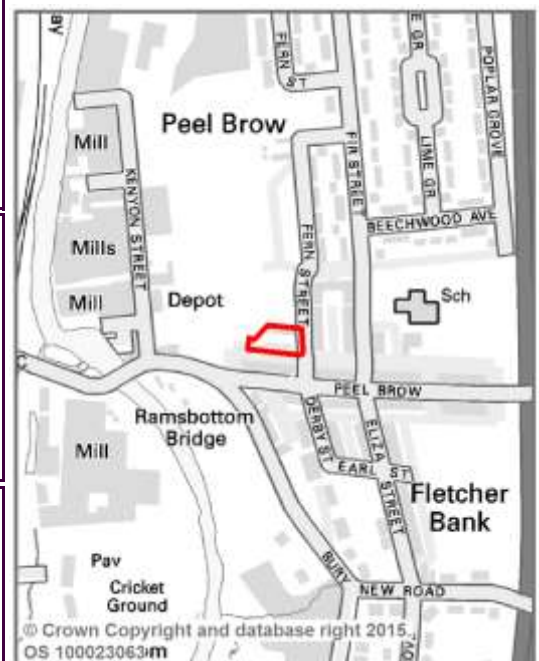 BY
FERN ST
E GR
POPLAR GROVE
Peel Brow
Mill
KENYON STREET
FIR STREET
LIME GR
BEECHWOOD AVE
FERN STREET
Mills
Mill
Depot
Sch
PEEL BROW
Ramsbottom
Bridge
DERBY ST
ELIZA STREET
EARL ST
Mill
Fletcher
Bank
BURY
NEW ROAD
Pav
Cricket
Ground
© Crown Copyright and database right 2015.
OS 100023063